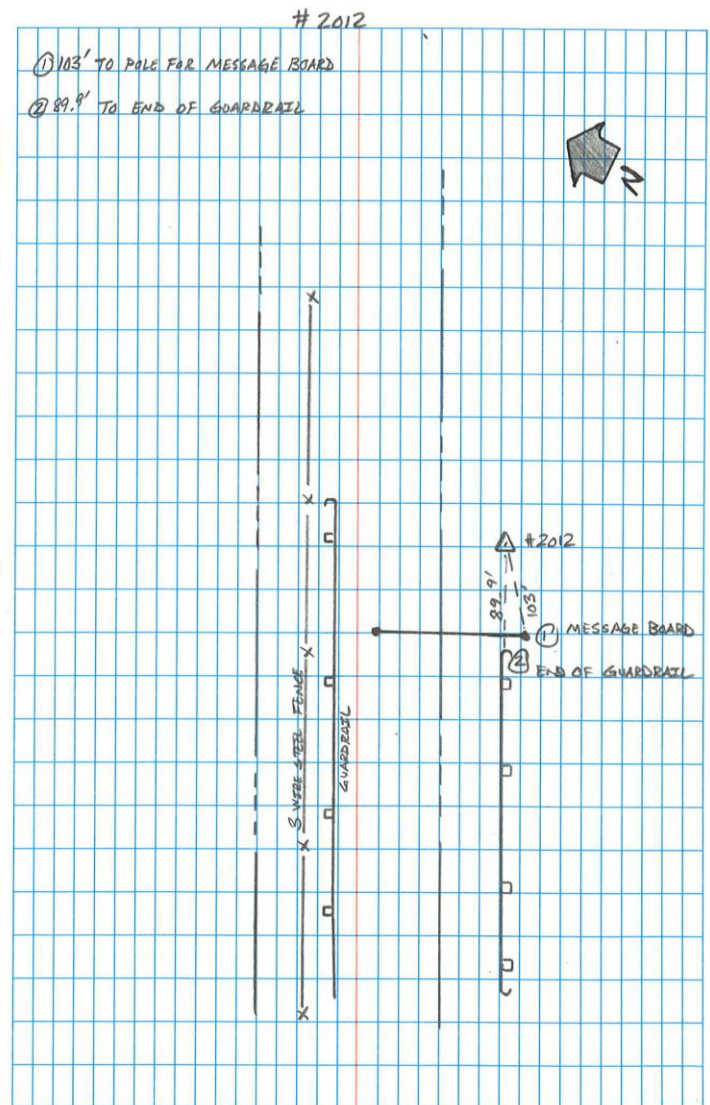 # 2012
① 103' TO POLE FOR MESSAGE BOARD
② 89.9' TO END OF GUARDRAIL
N
#2012
89.9'
103'
① MESSAGE BOARD
② END OF GUARDRAIL
3 WIRE STEEL FENCE
GUARDRAIL